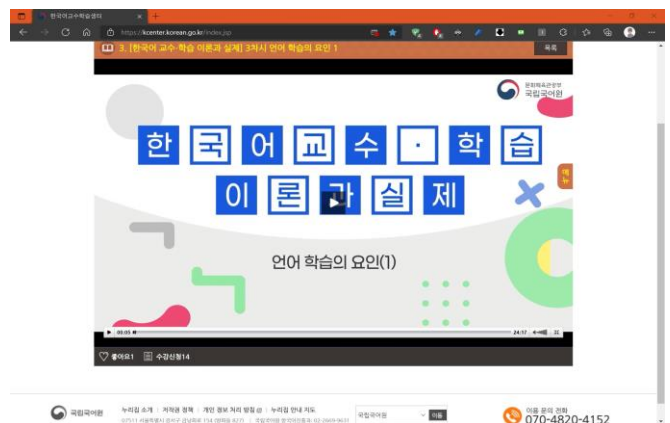 한국어교수학습샘터
https://kcenter.korean.go.kr/index.jsp
3. [한국어 교수·학습 이론과 실제] 3차시 언어 학습의 요인 1
목록
문화체육관광부
국립국어원
한국어교수·학습
이론과실제
메뉴
언어 학습의 요인(1)
00:05
24:17
좋아요1
수강신청14
국립국어원
누리집 소개 | 저작권 정책 | 개인 정보 처리 방침 | 누리집 안내 지도
국립국어원
이동
이용 문의 전화
070-4820-4152